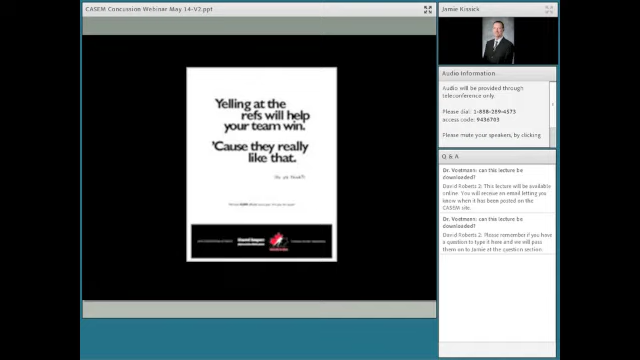 CASEM Concussion Webinar May 14-V2.ppt
Yelling at the
refs will help
your team win.
'Cause they really
like that.
Jamie Kissick
Audio Information.
Audio will be provided through
teleconference only.
Please dial: 1-888-289-4573
access code: 9436703
Please mute your speakers, by clicking
Q & A
Dr. Vostmann: can this lecture be
downloaded?
David Roberts 2: This lecture will be available
online. You will receive an email letting you
know when it has been posted on the
CASEM site.
Dr. Vostmann: can this lecture be
downloaded?
David Roberts 2: Please remember if you have
a question to type it here and we will pass
them on to Jamie at the question section.